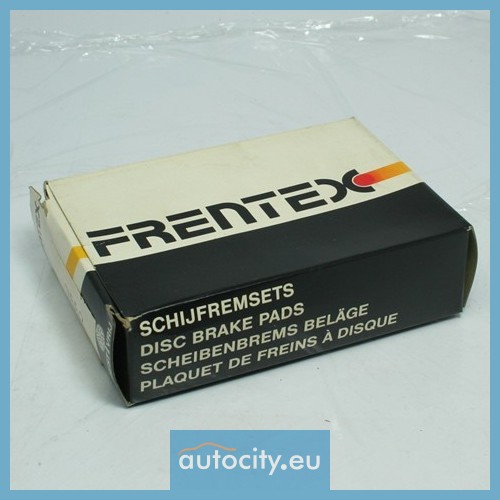 FRENTEX
SCHIJFREMSETS
DISC BRAKE PADS
SCHEIBENBREMS BELÄGE
PLAQUET DE FREINS À DISQUE
autocity.eu